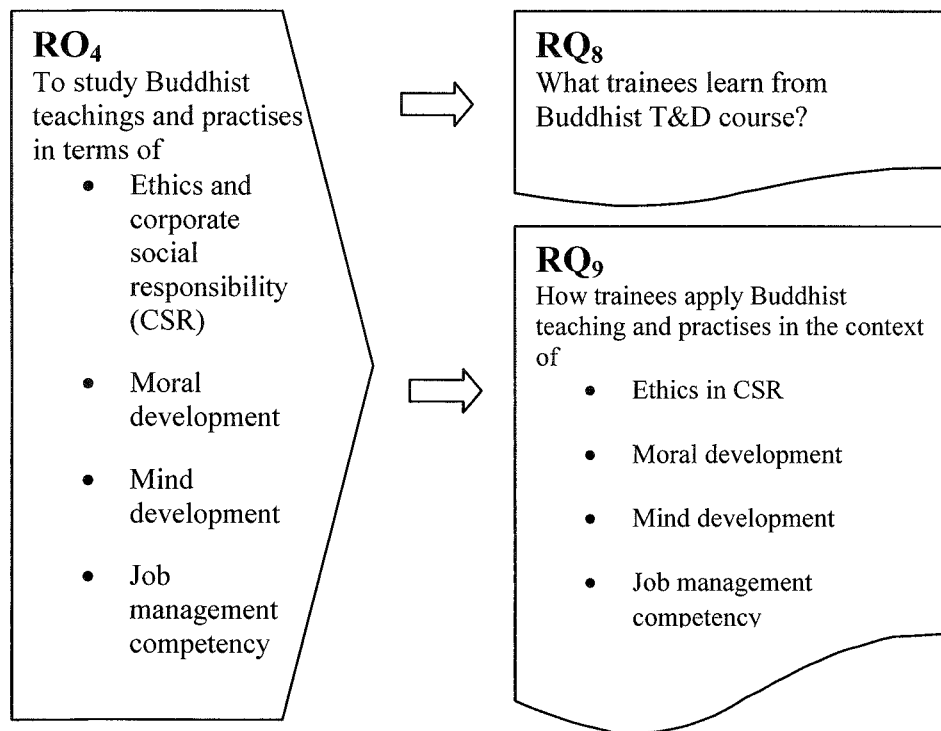 RO₄
To study Buddhist
teachings and practises
in terms of
• Ethics and
corporate
social
responsibility
(CSR)
• Moral
development
• Mind
development
• Job
management
competency
RQ₈
What trainees learn from
Buddhist T&D course?
RQ₉
How trainees apply Buddhist
teaching and practises in the context
of
• Ethics in CSR
• Moral development
• Mind development
• Job management
competency